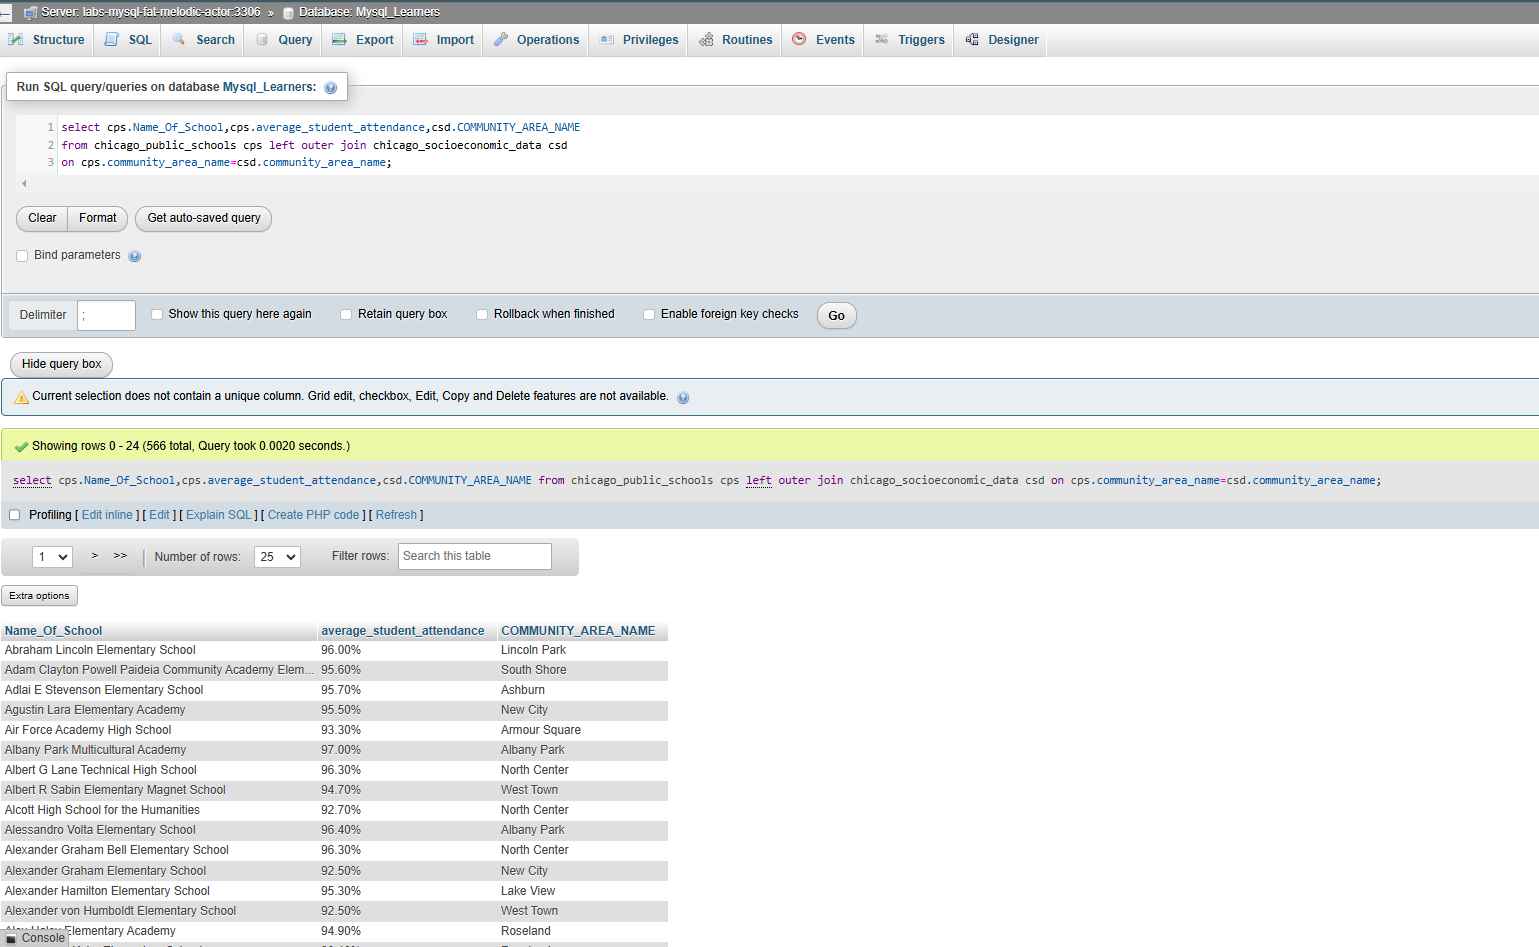 Server: labs-mysql-fat-melodic-actor:3306 » Database: Mysql_Learners
Structure SQL Search Query Export Import Operations Privileges Routines Events Triggers Designer
Run SQL query/queries on database Mysql_Learners:
1 select cps.Name_Of_School,cps.average_student_attendance,csd.COMMUNITY_AREA_NAME
2 from chicago_public_schools cps left outer join chicago_socioeconomic_data csd
3 on cps.community_area_name=csd.community_area_name;
Clear Format Get auto-saved query
Bind parameters
Delimiter ; Show this query here again Retain query box Rollback when finished Enable foreign key checks Go
Hide query box
Current selection does not contain a unique column. Grid edit, checkbox, Edit, Copy and Delete features are not available.
Showing rows 0 - 24 (566 total, Query took 0.0020 seconds.)
select cps.Name_Of_School,cps.average_student_attendance,csd.COMMUNITY_AREA_NAME from chicago_public_schools cps left outer join chicago_socioeconomic_data csd on cps.community_area_name=csd.community_area_name;
Profiling [ Edit inline ] [ Edit ] [ Explain SQL ] [ Create PHP code ] [ Refresh ]
1 > >> | Number of rows: 25 Filter rows: Search this table
Extra options
Name_Of_School average_student_attendance COMMUNITY_AREA_NAME
Abraham Lincoln Elementary School 96.00% Lincoln Park
Adam Clayton Powell Paideia Community Academy Elem... 95.60% South Shore
Adlai E Stevenson Elementary School 95.70% Ashburn
Agustin Lara Elementary Academy 95.50% New City
Air Force Academy High School 93.30% Armour Square
Albany Park Multicultural Academy 97.00% Albany Park
Albert G Lane Technical High School 96.30% North Center
Albert R Sabin Elementary Magnet School 94.70% West Town
Alcott High School for the Humanities 92.70% North Center
Alessandro Volta Elementary School 96.40% Albany Park
Alexander Graham Bell Elementary School 96.30% North Center
Alexander Graham Elementary School 92.50% New City
Alexander Hamilton Elementary School 95.30% Lake View
Alexander von Humboldt Elementary School 92.50% West Town
Elementary Academy 94.90% Roseland
Console